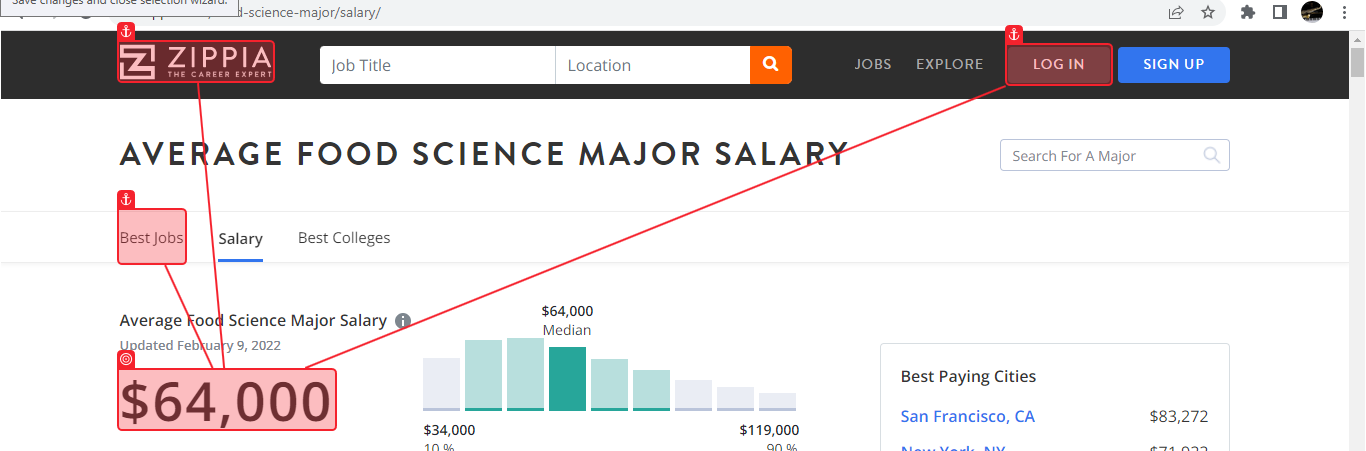 Save changes and close selection wizard.
d-science-major/salary/
ZIPPIA
THE CAREER EXPERT
Job Title
Location
JOBS
EXPLORE
LOG IN
SIGN UP
AVERAGE FOOD SCIENCE MAJOR SALARY
Search For A Major
Best Jobs
Salary
Best Colleges
Average Food Science Major Salary
Updated February 9, 2022
$64,000
$64,000
Median
$34,000
10 %
$119,000
90 %
Best Paying Cities
San Francisco, CA
$83,272
New York, NY